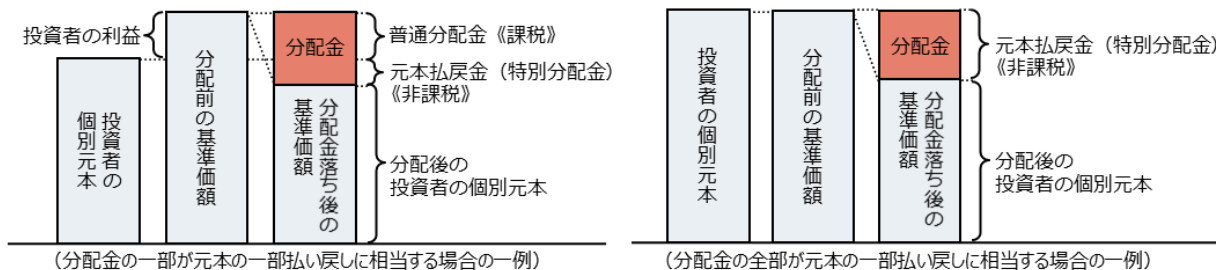 投資者の利益
投資者の
個別元本
分配前の基準価額
分配金
分配金落ち後の
基準価額
普通分配金《課税》
元本払戻金（特別分配金）
《非課税》
分配後の
投資者の個別元本
（分配金の一部が元本の一部払い戻しに相当する場合の一例）
投資者の個別元本
分配前の基準価額
分配金
分配金落ち後の
基準価額
元本払戻金（特別分配金）
《非課税》
分配後の
投資者の個別元本
（分配金の全部が元本の一部払い戻しに相当する場合の一例）